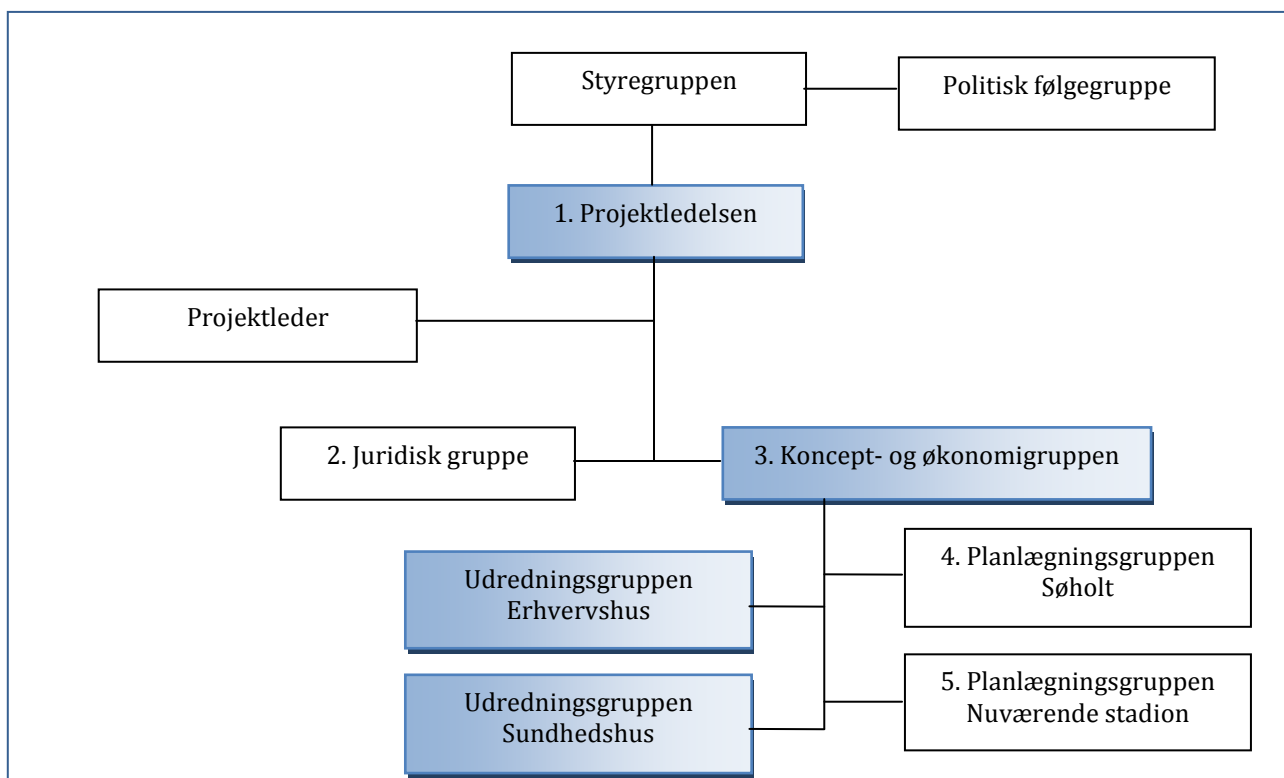 Styregruppen
Politisk følgegruppe
1. Projektledelsen
Projektleder
2. Juridisk gruppe
3. Koncept- og økonomigruppen
Udredningsgruppen
Erhvervshus
4. Planlægningsgruppen
Søholt
Udredningsgruppen
Sundhedshus
5. Planlægningsgruppen
Nuværende stadion